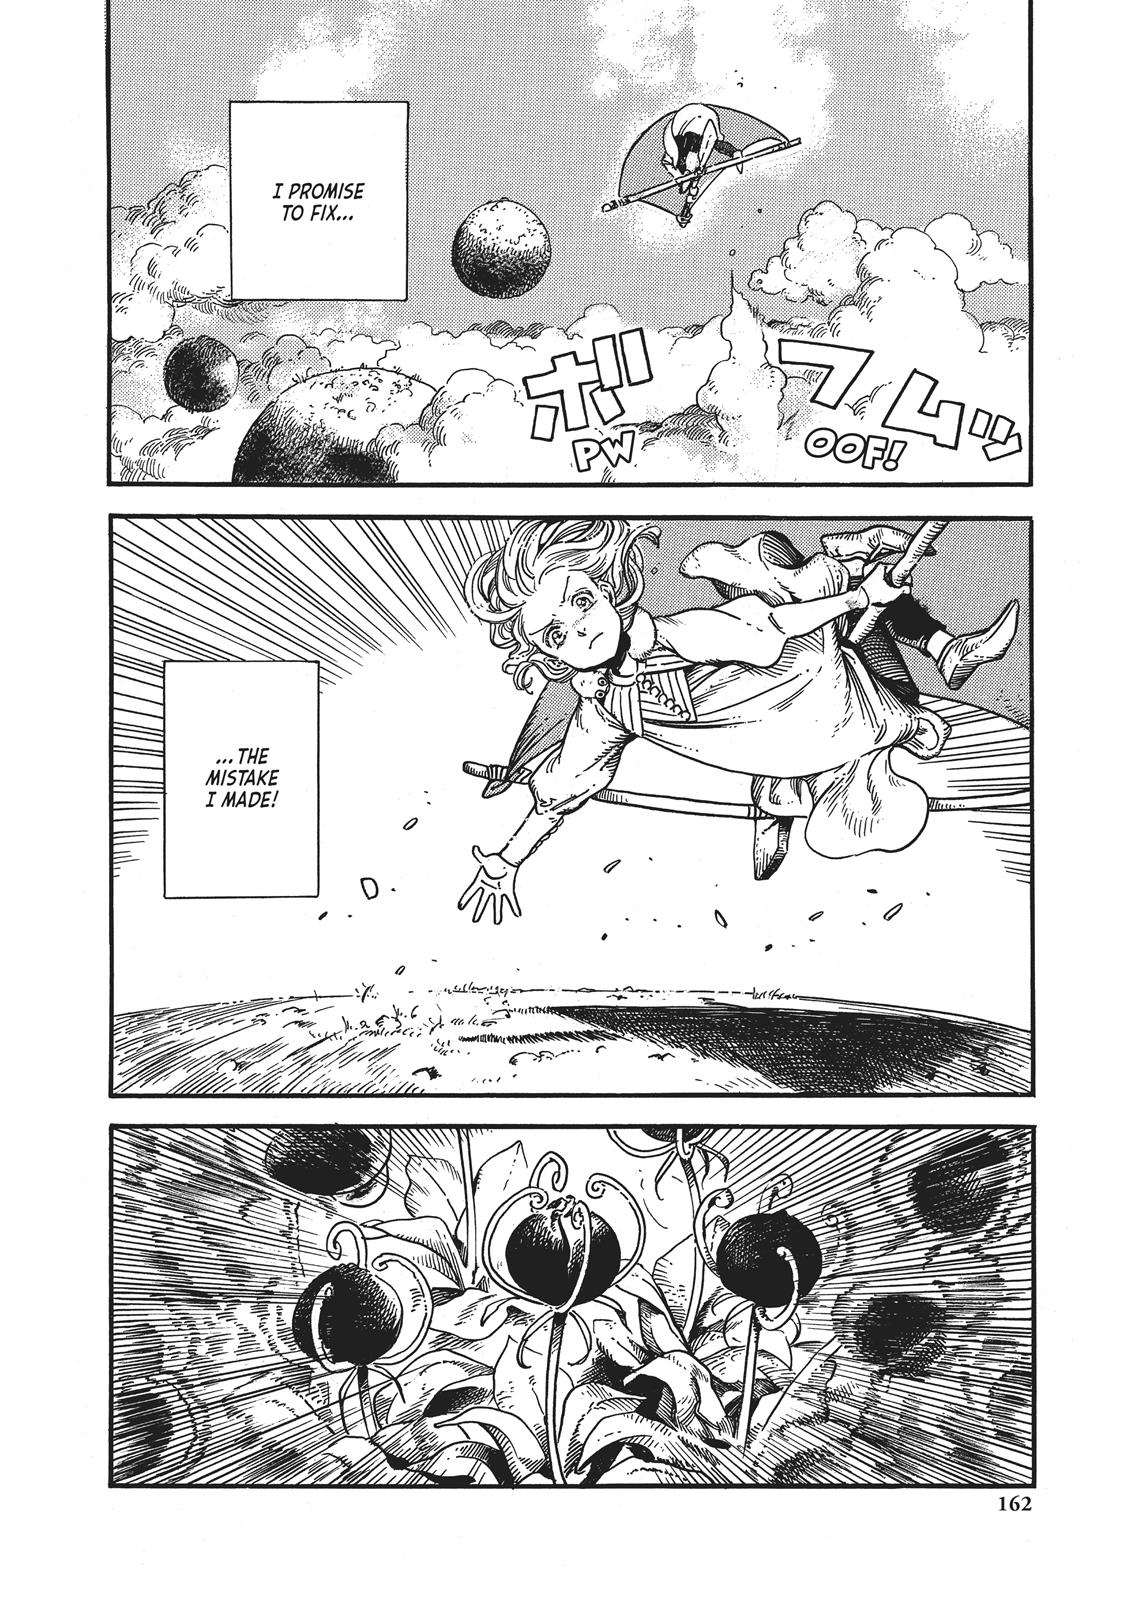 I PROMISE
TO FIX...
ボ
PW
フムッ
OOF!
...THE
MISTAKE
I MADE!
162